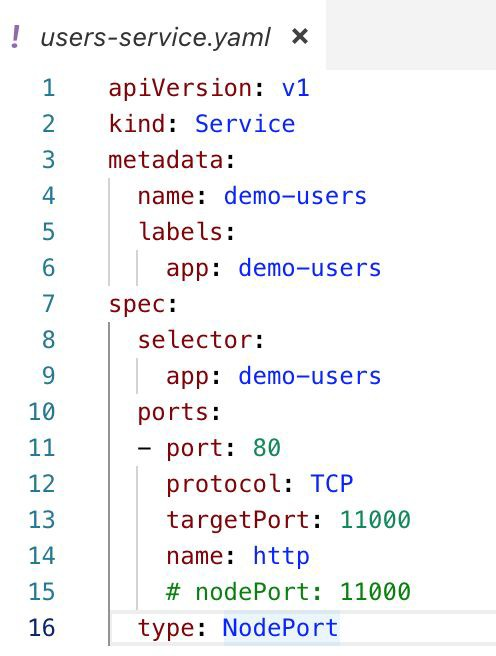 ! users-service.yaml ×
1 apiVersion: v1
2 kind: Service
3 metadata:
4   name: demo-users
5   labels:
6     app: demo-users
7 spec:
8   selector:
9     app: demo-users
10   ports:
11   - port: 80
12     protocol: TCP
13     targetPort: 11000
14     name: http
15     # nodePort: 11000
16   type: NodePort